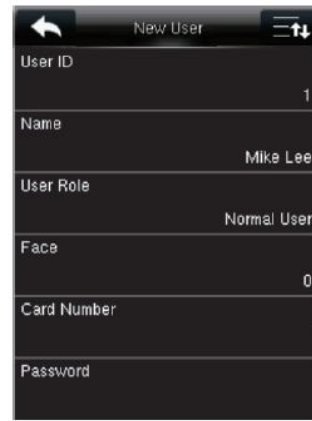 New User
User ID
1
Name
Mike Lee
User Role
Normal User
Face
0
Card Number
Password